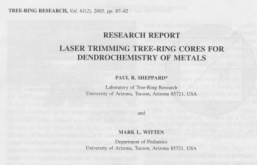 TREE-RING RESEARCH, Vol. 61(2), 2005, pp. 87–92
RESEARCH REPORT
LASER TRIMMING TREE-RING CORES FOR
DENDROCHEMISTRY OF METALS
PAUL R. SHEPPARD*
Laboratory of Tree-Ring Research
University of Arizona, Tucson, Arizona 85721, USA
and
MARK L. WITTEN
Department of Pediatrics
University of Arizona, Tucson, Arizona 85721, USA